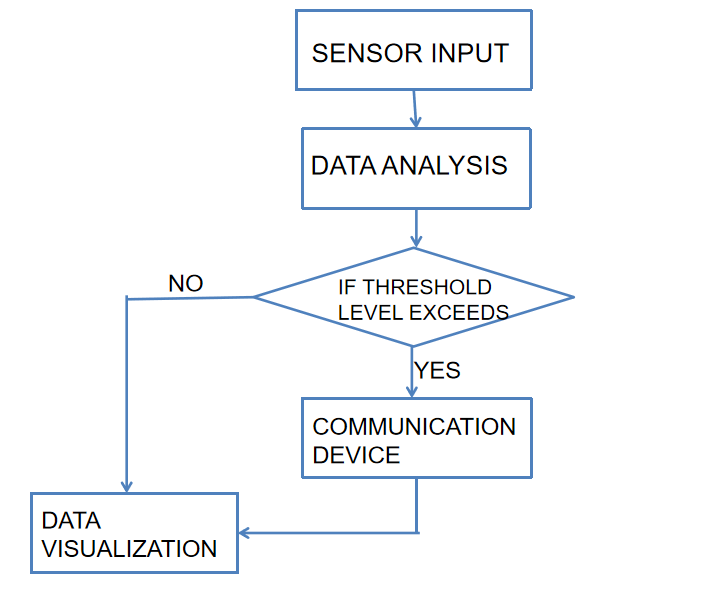 SENSOR INPUT
DATA ANALYSIS
NO
IF THRESHOLD
LEVEL EXCEEDS
YES
COMMUNICATION
DEVICE
DATA
VISUALIZATION